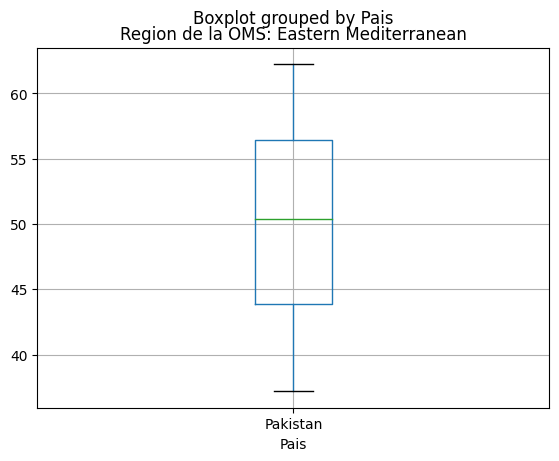 Boxplot grouped by Pais
Region de la OMS: Eastern Mediterranean
60
55
50
45
40
Pakistan
Pais